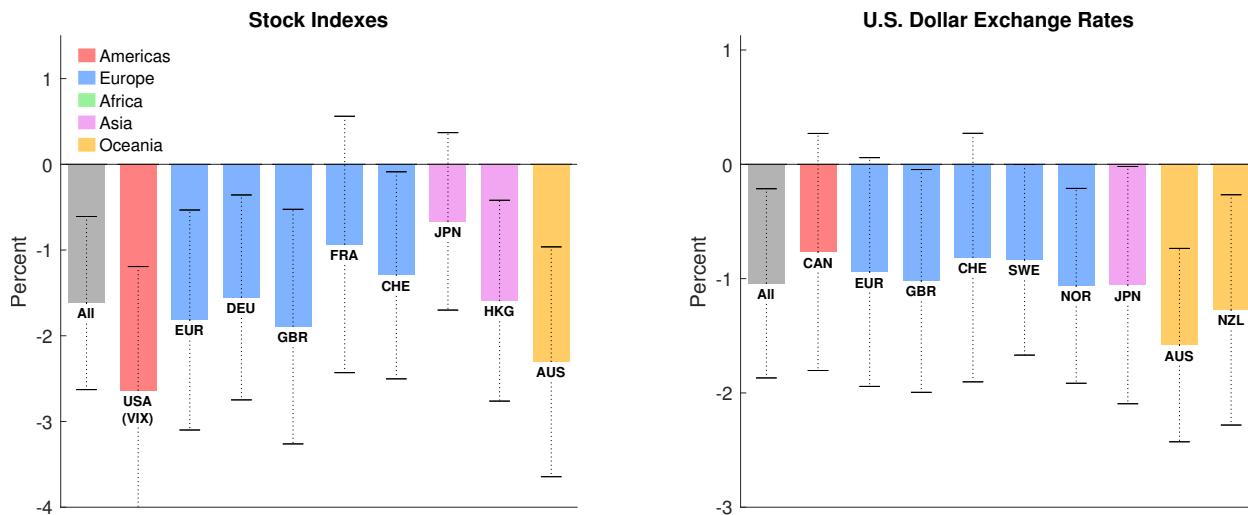 Stock Indexes
Americas
Europe
Africa
Asia
Oceania
1
0
-1
-2
-3
-4
Percent
All
USA
(VIX)
EUR
DEU
GBR
FRA
CHE
JPN
HKG
AUS
U.S. Dollar Exchange Rates
1
0
-1
-2
-3
Percent
All
CAN
EUR
GBR
CHE
SWE
NOR
JPN
AUS
NZL